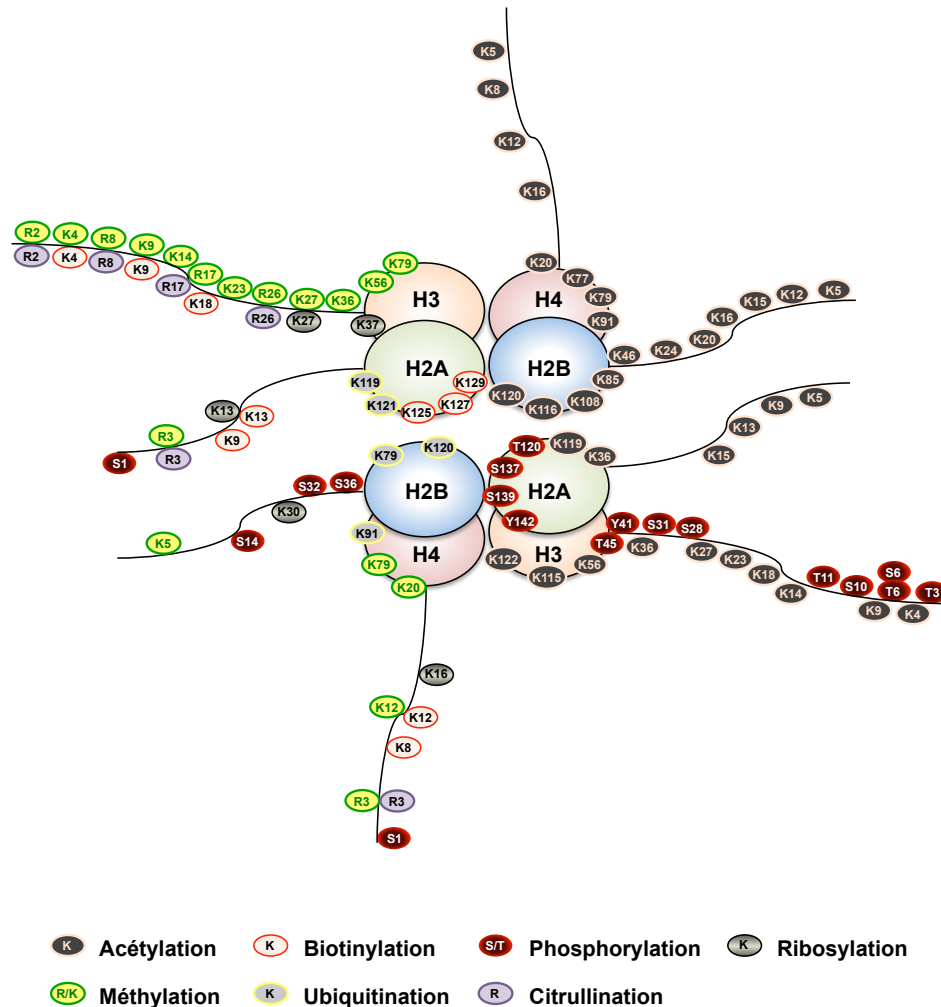 K5
K8
K12
K16
R2 K4 R8 K9 K14 R17 K23 R26 K27 K36 K56 K79
R2 K4 R8 K9 R17 K18 R26 K27 K37
K20 K77 K79 K91
H3 H4
K46 K24 K20 K16 K15 K12 K5
H2A H2B
K119 K121 K125 K127 K129
K120 K116 K108 K85
K13 K13
R3 K9
S1 R3
K5
K9
K13
K15
K79 K120
T120 K119 K36
S32 S36
S137
H2B H2A
S139
K30
K5 S14
Y142
Y41 S31 S28
K91
H4 H3
T45 K36 K27 K23 K18 K14
K79
K20
K122 K115 K56
T11 S10 S6 T6 T3
K9 K4
K16
K12 K12
K8
R3 R3
S1
K Acétylation K Biotinylation S/T Phosphorylation K Ribosylation
R/K Méthylation K Ubiquitination R Citrullination